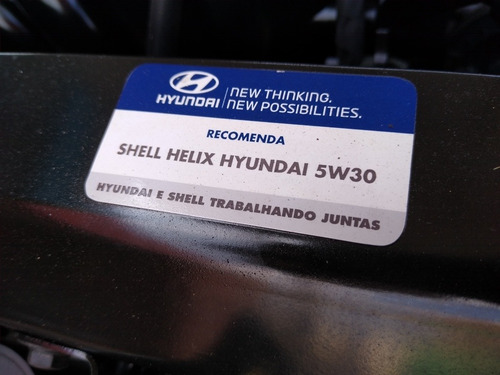 HYUNDAI
NEW THINKING.
NEW POSSIBILITIES.
RECOMENDA
SHELL HELIX HYUNDAI 5W30
HYUNDAI E SHELL TRABALHANDO JUNTAS